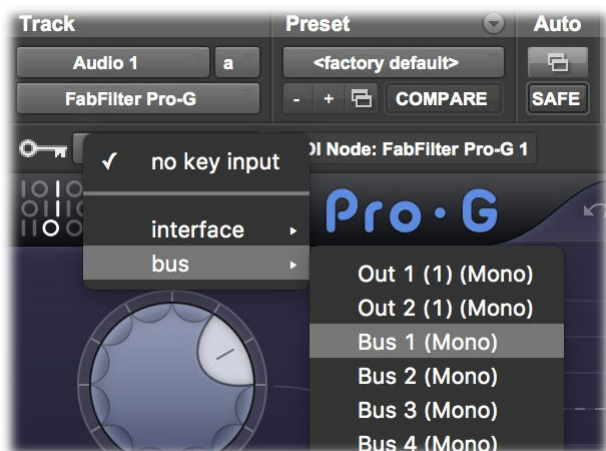 Track Preset Auto
Audio 1 a <factory default>
FabFilter Pro-G - + COMPARE SAFE
✓ no key input DI Node: FabFilter Pro-G 1
Pro·G
interface
bus
Out 1 (1) (Mono)
Out 2 (1) (Mono)
Bus 1 (Mono)
Bus 2 (Mono)
Bus 3 (Mono)
Bus 4 (Mono)